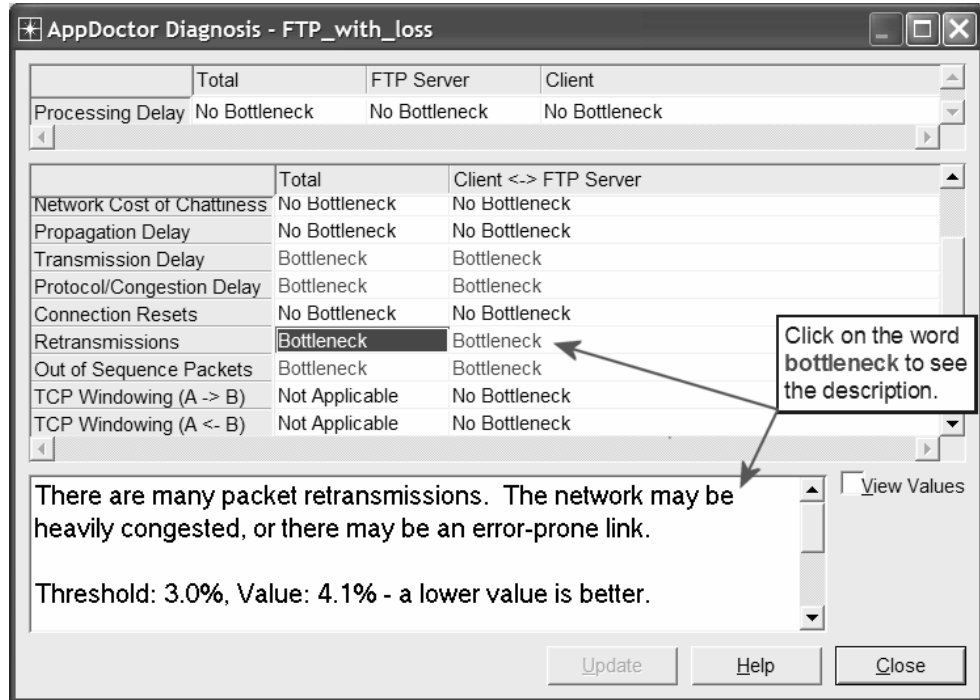 AppDoctor Diagnosis - FTP_with_loss
Total FTP Server Client
Processing Delay No Bottleneck No Bottleneck No Bottleneck
Total Client <-> FTP Server
Network Cost of Chattiness No Bottleneck No Bottleneck
Propagation Delay No Bottleneck No Bottleneck
Transmission Delay Bottleneck Bottleneck
Protocol/Congestion Delay Bottleneck Bottleneck
Connection Resets No Bottleneck No Bottleneck
Retransmissions Bottleneck Bottleneck
Out of Sequence Packets Bottleneck Bottleneck
TCP Windowing (A -> B) Not Applicable No Bottleneck
TCP Windowing (A <- B) Not Applicable No Bottleneck
Click on the word
bottleneck to see
the description.
There are many packet retransmissions. The network may be
heavily congested, or there may be an error-prone link.
Threshold: 3.0%, Value: 4.1% - a lower value is better.
View Values
Update Help Close